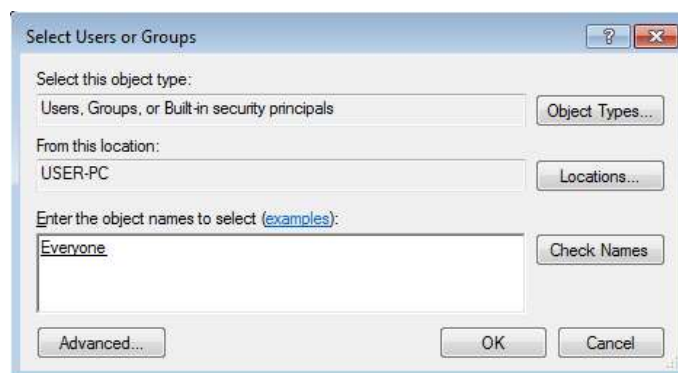 Select Users or Groups
Select this object type:
Users, Groups, or Built-in security principals
Object Types...
From this location:
USER-PC
Locations...
Enter the object names to select (examples):
Everyone
Check Names
Advanced...
OK
Cancel